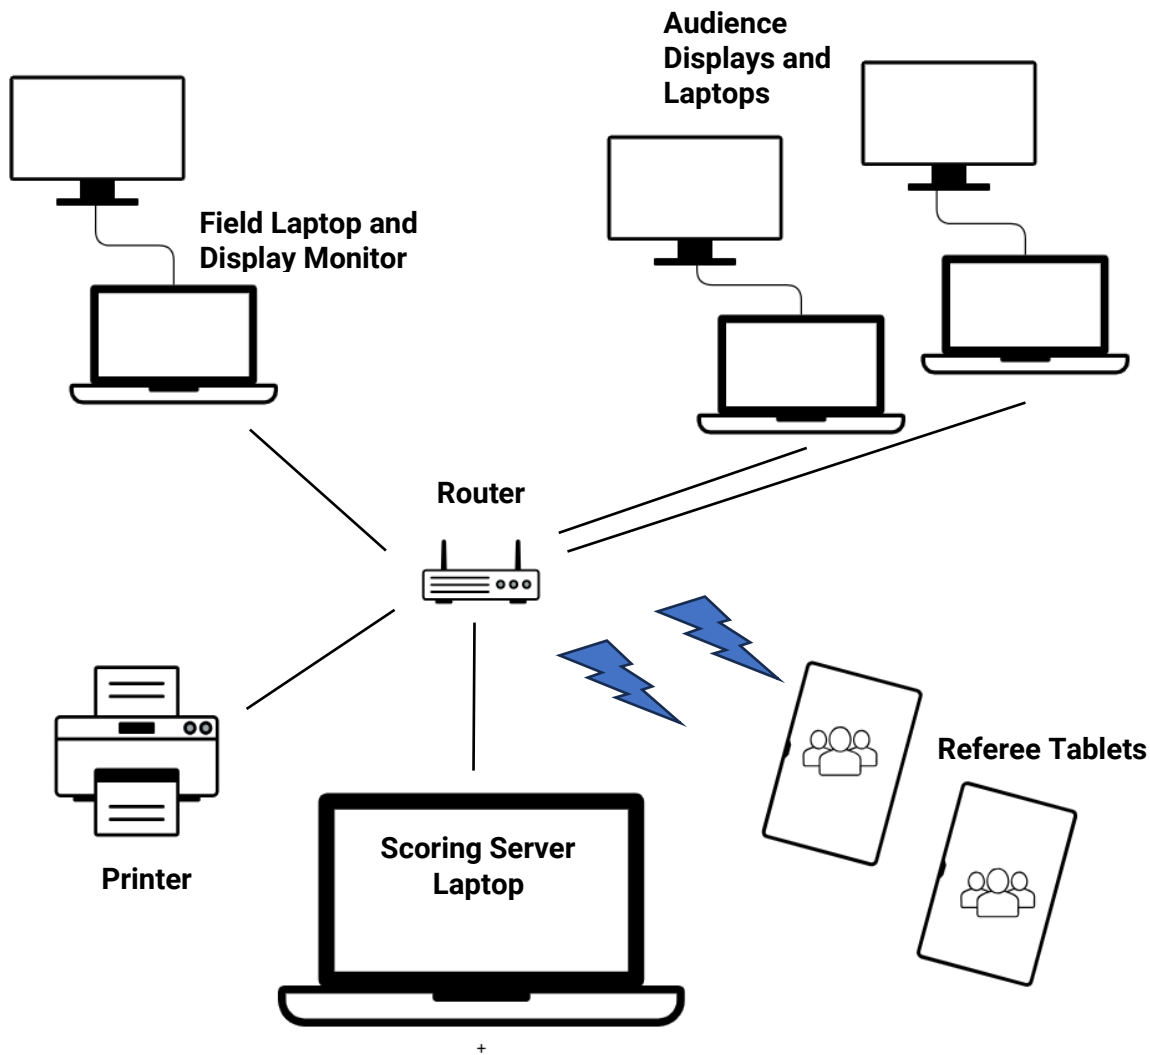 Audience
Displays and
Laptops
Field Laptop and
Display Monitor
Router
Referee Tablets
Scoring Server
Laptop
Printer
+